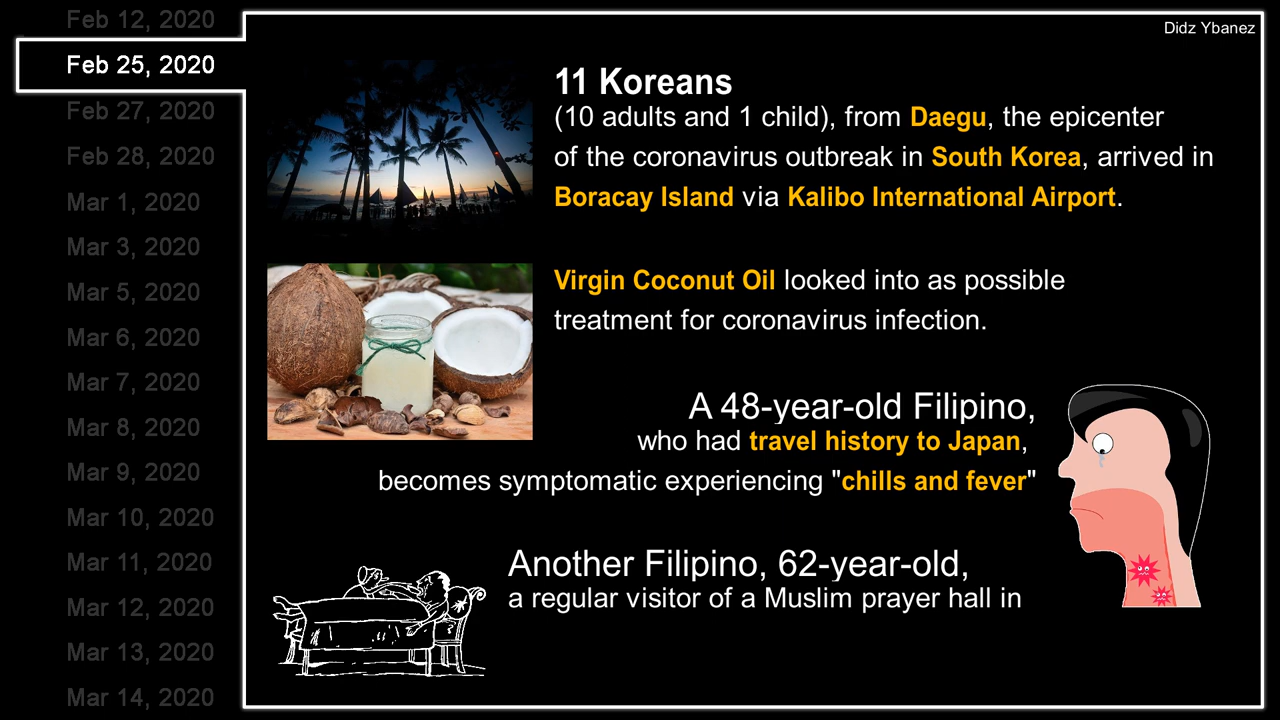 Feb 12, 2020
Feb 25, 2020
Feb 27, 2020
Feb 28, 2020
Mar 1, 2020
Mar 3, 2020
Mar 5, 2020
Mar 6, 2020
Mar 7, 2020
Mar 8, 2020
Mar 9, 2020
Mar 10, 2020
Mar 11, 2020
Mar 12, 2020
Mar 13, 2020
Mar 14, 2020
Didz Ybanez
11 Koreans
(10 adults and 1 child), from Daegu, the epicenter
of the coronavirus outbreak in South Korea, arrived in
Boracay Island via Kalibo International Airport.
Virgin Coconut Oil looked into as possible
treatment for coronavirus infection.
A 48-year-old Filipino,
who had travel history to Japan,
becomes symptomatic experiencing "chills and fever"
Another Filipino, 62-year-old,
a regular visitor of a Muslim prayer hall in